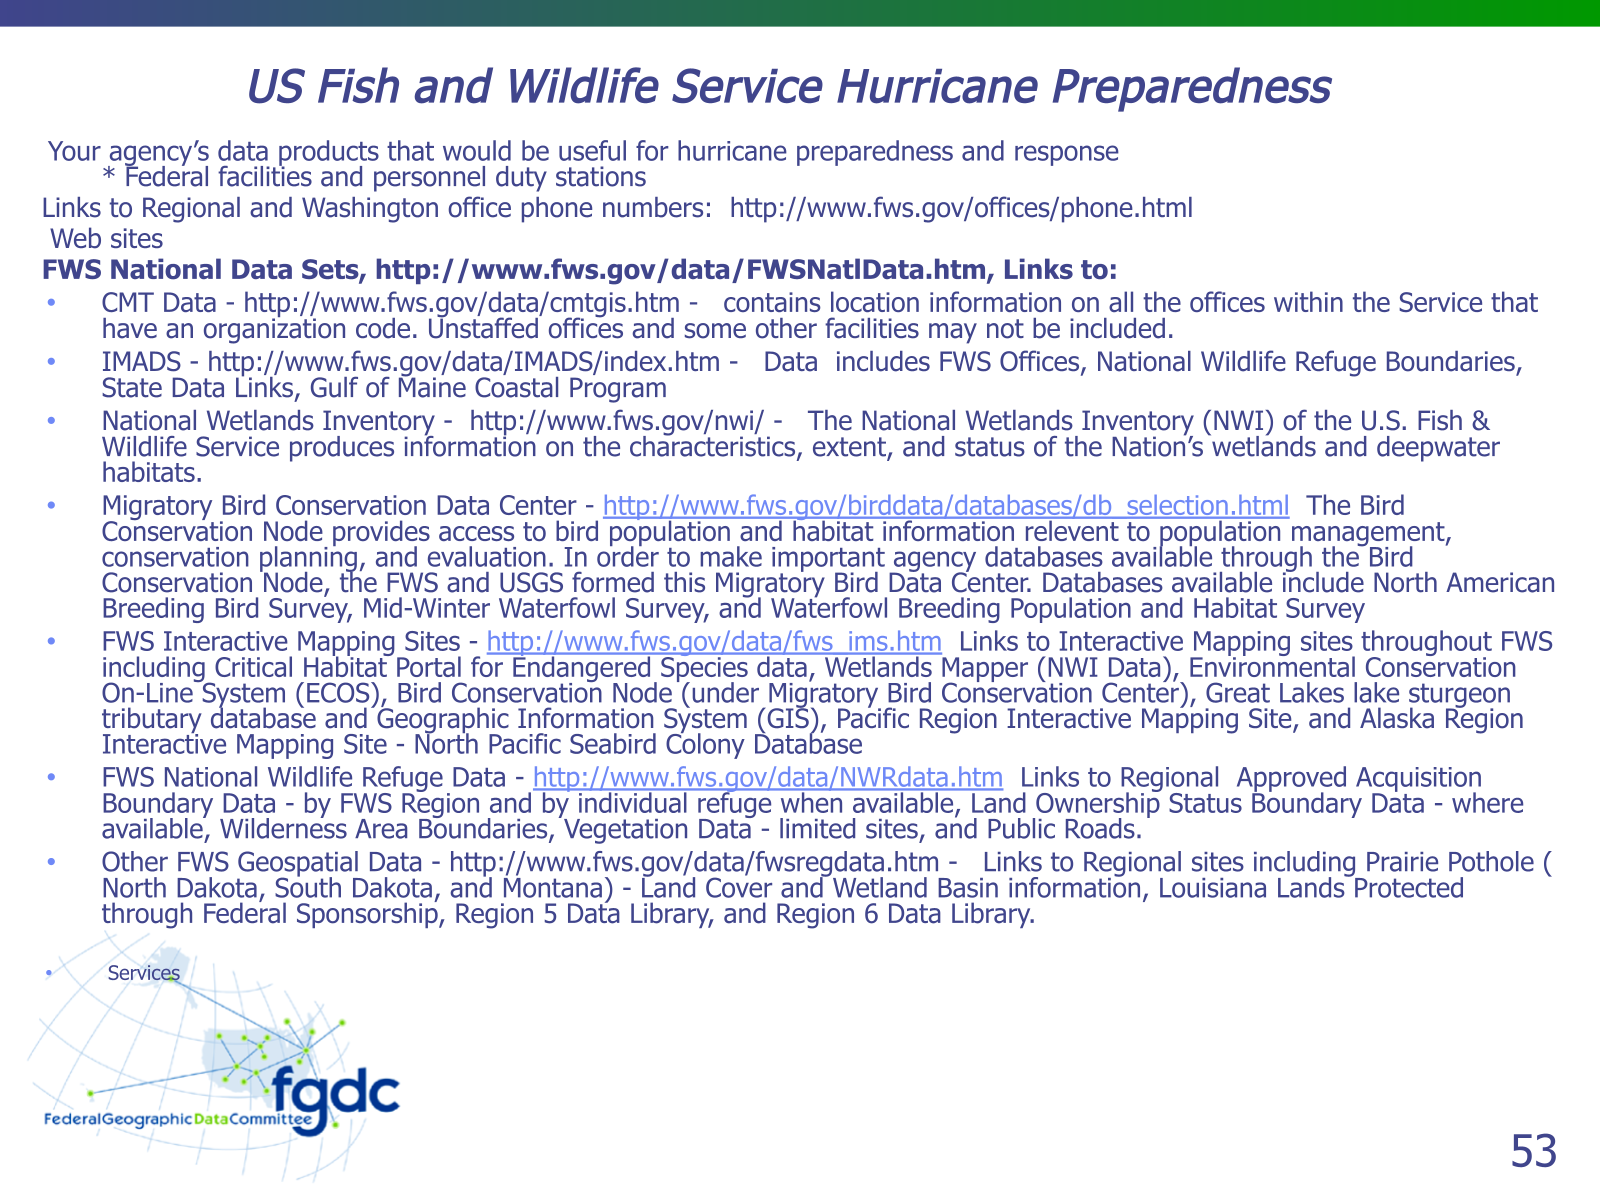 US Fish and Wildlife Service Hurricane Preparedness
Your agency’s data products that would be useful for hurricane preparedness and response
* Federal facilities and personnel duty stations
Links to Regional and Washington office phone numbers:  http://www.fws.gov/offices/phone.html
Web sites
FWS National Data Sets, http://www.fws.gov/data/FWSNatlData.htm, Links to:
• CMT Data - http://www.fws.gov/data/cmtgis.htm -   contains location information on all the offices within the Service that
have an organization code. Unstaffed offices and some other facilities may not be included.
• IMADS - http://www.fws.gov/data/IMADS/index.htm -   Data  includes FWS Offices, National Wildlife Refuge Boundaries,
State Data Links, Gulf of Maine Coastal Program
• National Wetlands Inventory -  http://www.fws.gov/nwi/ -   The National Wetlands Inventory (NWI) of the U.S. Fish &
Wildlife Service produces information on the characteristics, extent, and status of the Nation’s wetlands and deepwater
habitats.
• Migratory Bird Conservation Data Center - http://www.fws.gov/birddata/databases/db_selection.html  The Bird
Conservation Node provides access to bird population and habitat information relevent to population management,
conservation planning, and evaluation. In order to make important agency databases available through the Bird
Conservation Node, the FWS and USGS formed this Migratory Bird Data Center. Databases available include North American
Breeding Bird Survey, Mid-Winter Waterfowl Survey, and Waterfowl Breeding Population and Habitat Survey
• FWS Interactive Mapping Sites - http://www.fws.gov/data/fws_ims.htm  Links to Interactive Mapping sites throughout FWS
including Critical Habitat Portal for Endangered Species data, Wetlands Mapper (NWI Data), Environmental Conservation
On-Line System (ECOS), Bird Conservation Node (under Migratory Bird Conservation Center), Great Lakes lake sturgeon
tributary database and Geographic Information System (GIS), Pacific Region Interactive Mapping Site, and Alaska Region
Interactive Mapping Site - North Pacific Seabird Colony Database
• FWS National Wildlife Refuge Data - http://www.fws.gov/data/NWRdata.htm  Links to Regional  Approved Acquisition
Boundary Data - by FWS Region and by individual refuge when available, Land Ownership Status Boundary Data - where
available, Wilderness Area Boundaries, Vegetation Data - limited sites, and Public Roads.
• Other FWS Geospatial Data - http://www.fws.gov/data/fwsregdata.htm -   Links to Regional sites including Prairie Pothole (
North Dakota, South Dakota, and Montana) - Land Cover and Wetland Basin information, Louisiana Lands Protected
through Federal Sponsorship, Region 5 Data Library, and Region 6 Data Library.
• Services
fgdc
FederalGeographicDataCommittee
53